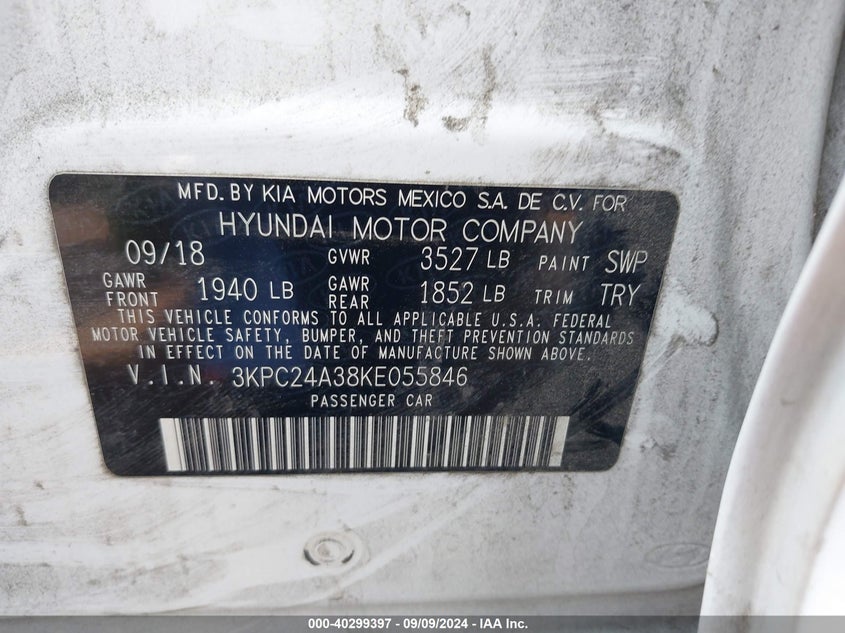 MFD. BY KIA MOTORS MEXICO S.A. DE C.V. FOR
HYUNDAI MOTOR COMPANY
09/18 GVWR 3527 LB PAINT SWP
GAWR FRONT 1940 LB GAWR REAR 1852 LB TRIM TRY
THIS VEHICLE CONFORMS TO ALL APPLICABLE U.S.A. FEDERAL
MOTOR VEHICLE SAFETY, BUMPER, AND THEFT PREVENTION STANDARDS
IN EFFECT ON THE DATE OF MANUFACTURE SHOWN ABOVE.
V.I.N. 3KPC24A38KE055846
PASSENGER CAR
000-40299397 - 09/09/2024 - IAA Inc.